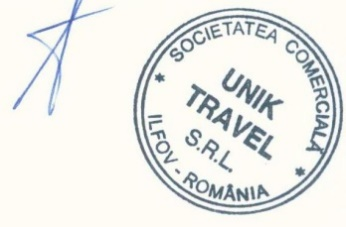 * SOCIETATEA COMERCIALĂ *
UNIK
TRAVEL
S.R.L.
ILFOV - ROMÂNIA